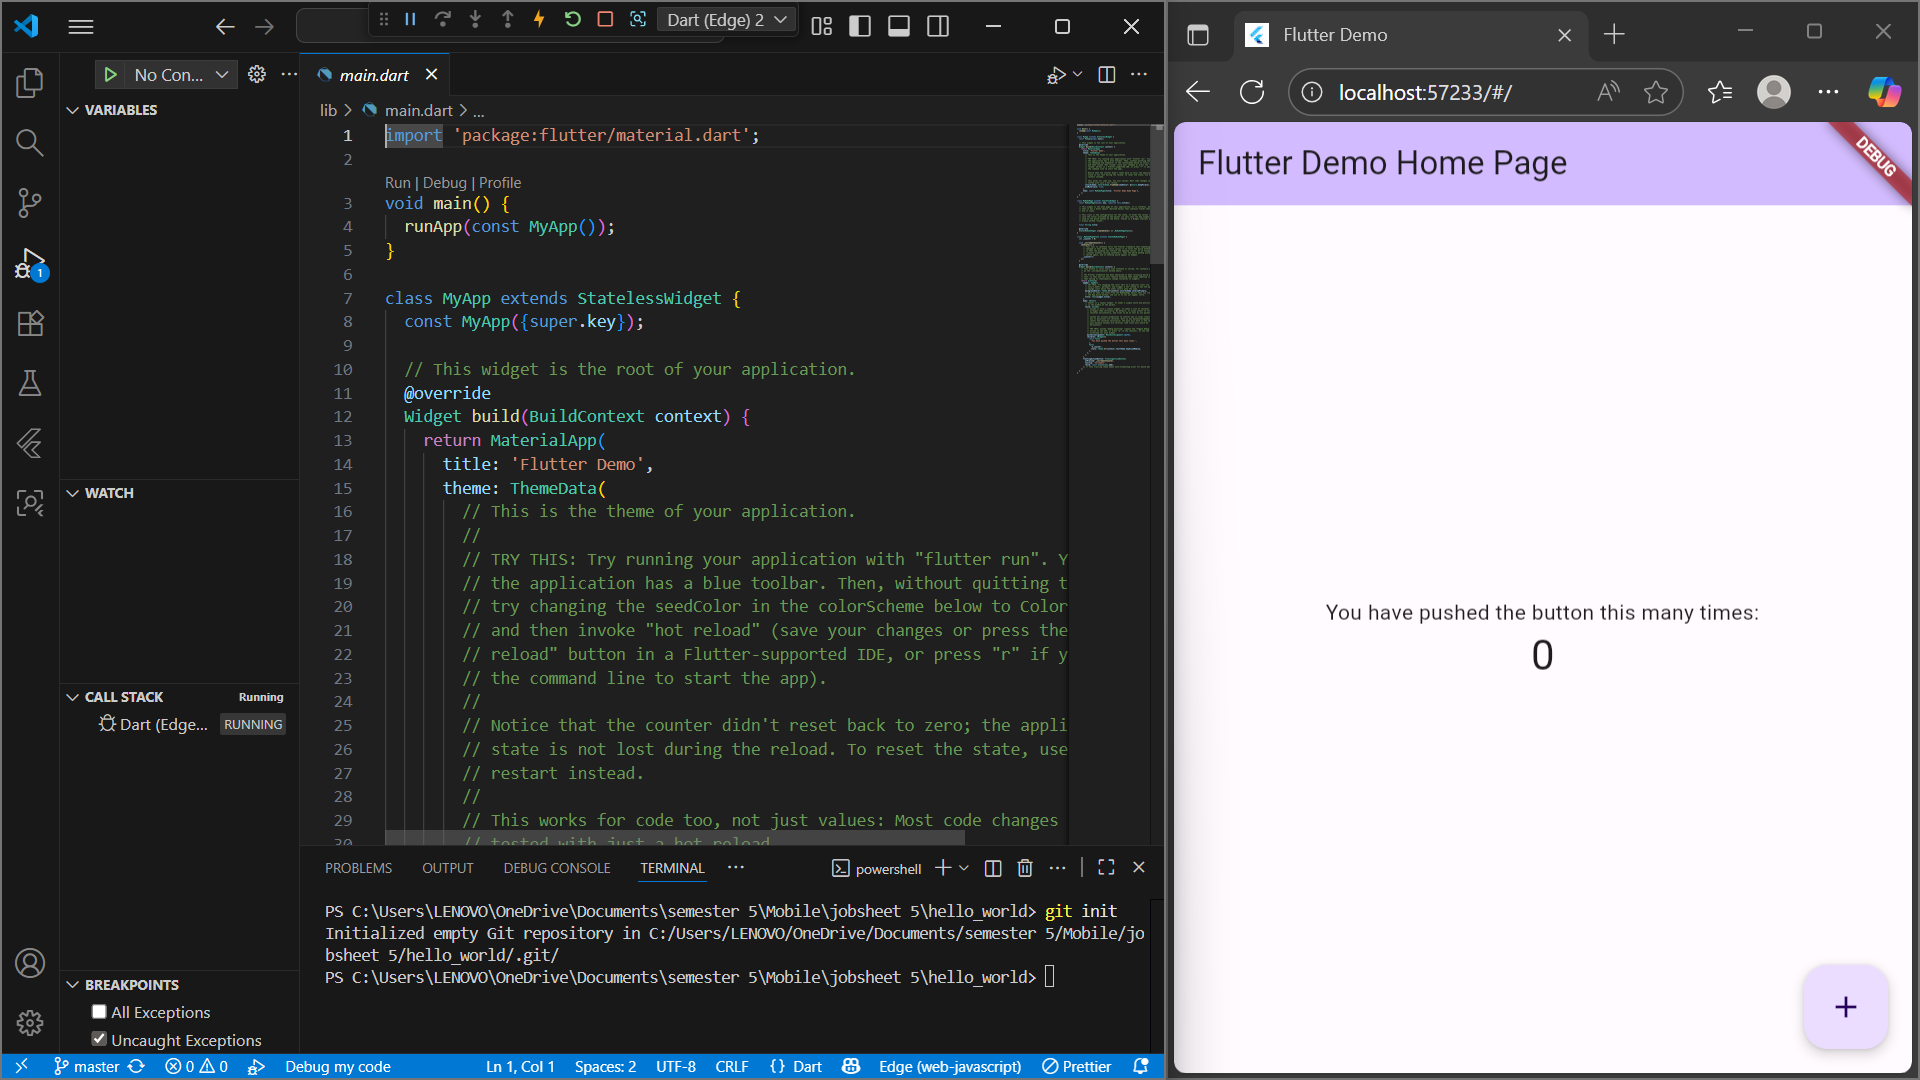 Dart (Edge) 2
No Con...
VARIABLES
WATCH
CALL STACK
Running
Dart (Edge...
RUNNING
BREAKPOINTS
All Exceptions
Uncaught Exceptions
1
main.dart
lib > main.dart > ...
1 import 'package:flutter/material.dart';
2
Run | Debug | Profile
3 void main() {
4 runApp(const MyApp());
5 }
6
7 class MyApp extends StatelessWidget {
8 const MyApp({super.key});
9
10 // This widget is the root of your application.
11 @override
12 Widget build(BuildContext context) {
13 return MaterialApp(
14 title: 'Flutter Demo',
15 theme: ThemeData(
16 // This is the theme of your application.
17 //
18 // TRY THIS: Try running your application with "flutter run". Y
19 // the application has a blue toolbar. Then, without quitting t
20 // try changing the seedColor in the colorScheme below to Color
21 // and then invoke "hot reload" (save your changes or press the
22 // reload" button in a Flutter-supported IDE, or press "r" if y
23 // the command line to start the app).
24 //
25 // Notice that the counter didn't reset back to zero; the appli
26 // state is not lost during the reload. To reset the state, use
27 // restart instead.
28 //
29 // This works for code too, not just values: Most code changes
30 // tested with just a hot reload.
PROBLEMS OUTPUT DEBUG CONSOLE TERMINAL ... powershell
PS C:\Users\LENOVO\OneDrive\Documents\semester 5\Mobile\jobsheet 5\hello_world> git init
Initialized empty Git repository in C:/Users/LENOVO/OneDrive/Documents/semester 5/Mobile/jo
bsheet 5/hello_world/.git/
PS C:\Users\LENOVO\OneDrive\Documents\semester 5\Mobile\jobsheet 5\hello_world>
master 0 0 Debug my code Ln 1, Col 1 Spaces: 2 UTF-8 CRLF {} Dart Edge (web-javascript) Prettier
Flutter Demo
localhost:57233/#/
Flutter Demo Home Page
DEBUG
You have pushed the button this many times:
0
+